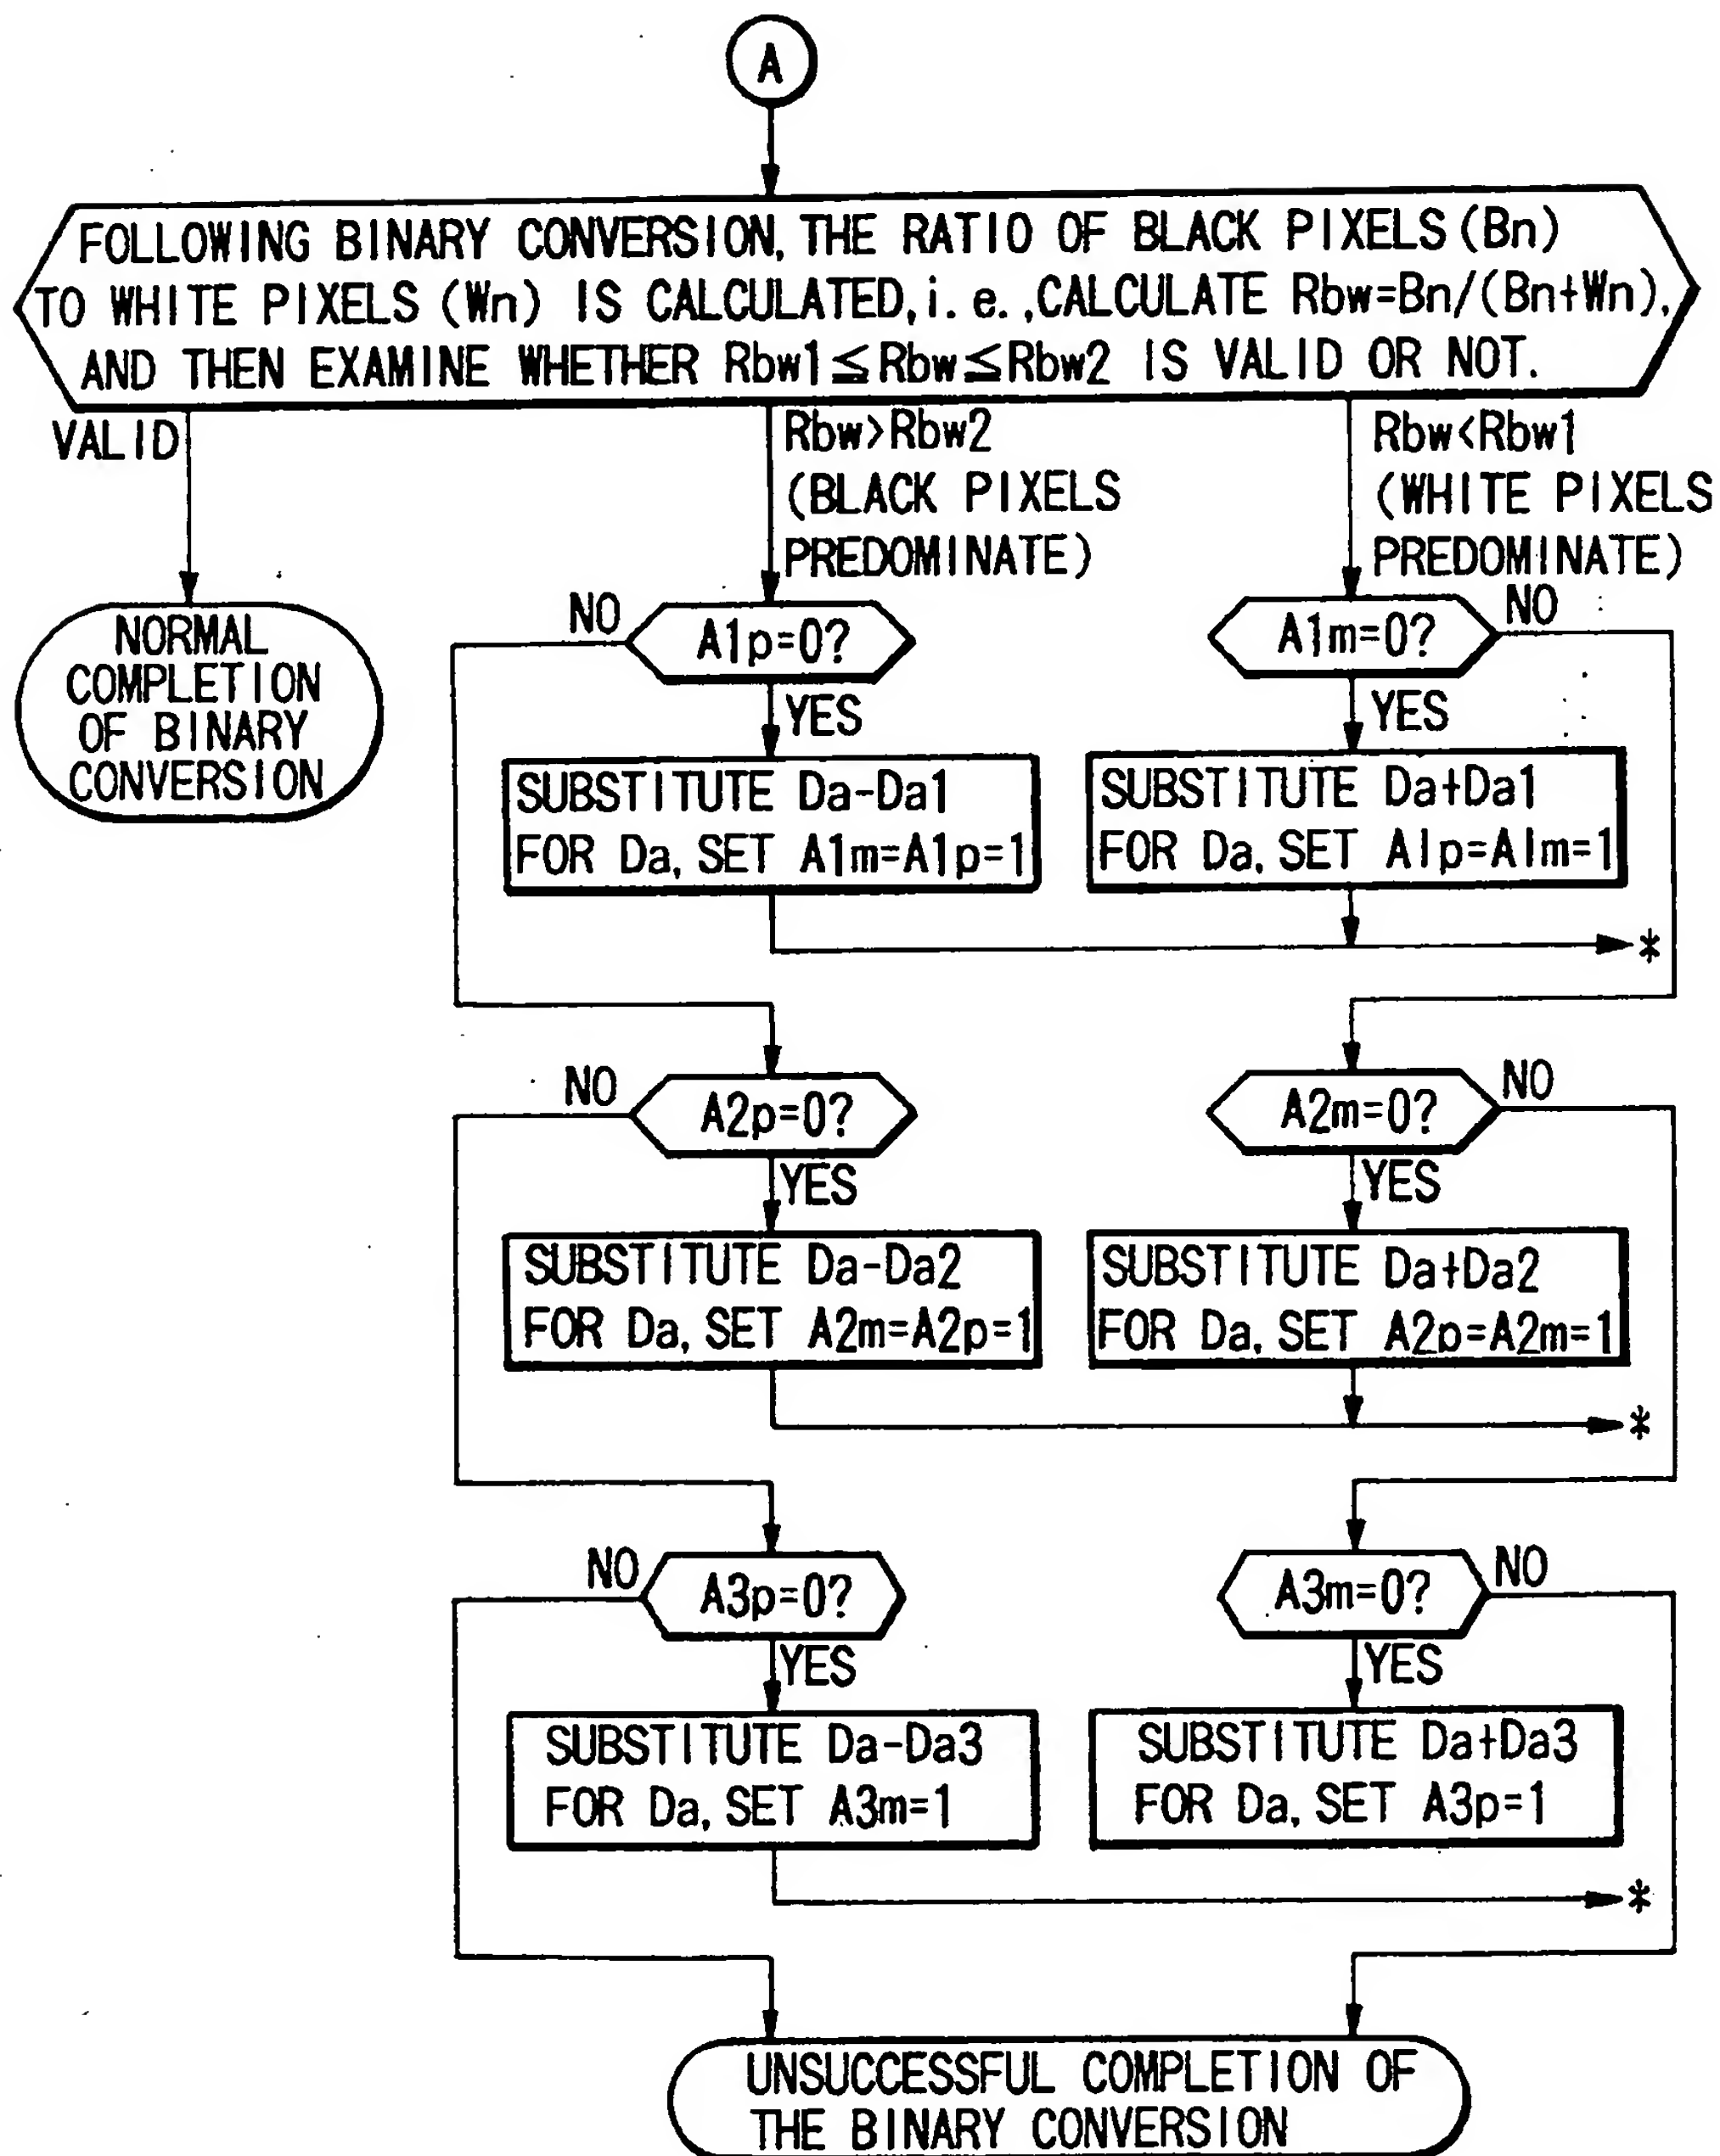 A
FOLLOWING BINARY CONVERSION, THE RATIO OF BLACK PIXELS (Bn)
TO WHITE PIXELS (Wn) IS CALCULATED, i.e., CALCULATE Rbw=Bn/(Bn+Wn),
AND THEN EXAMINE WHETHER Rbw1≦Rbw≦Rbw2 IS VALID OR NOT.
VALID
Rbw>Rbw2
(BLACK PIXELS
PREDOMINATE)
Rbw<Rbw1
(WHITE PIXELS
PREDOMINATE)
NORMAL
COMPLETION
OF BINARY
CONVERSION
NO
A1p=0?
YES
A1m=0?
NO
YES
SUBSTITUTE Da-Da1
FOR Da, SET A1m=A1p=1
SUBSTITUTE Da+Da1
FOR Da, SET A1p=A1m=1
*
NO
A2p=0?
YES
A2m=0?
NO
YES
SUBSTITUTE Da-Da2
FOR Da, SET A2m=A2p=1
SUBSTITUTE Da+Da2
FOR Da, SET A2p=A2m=1
*
NO
A3p=0?
YES
A3m=0?
NO
YES
SUBSTITUTE Da-Da3
FOR Da, SET A3m=1
SUBSTITUTE Da+Da3
FOR Da, SET A3p=1
*
UNSUCCESSFUL COMPLETION OF
THE BINARY CONVERSION